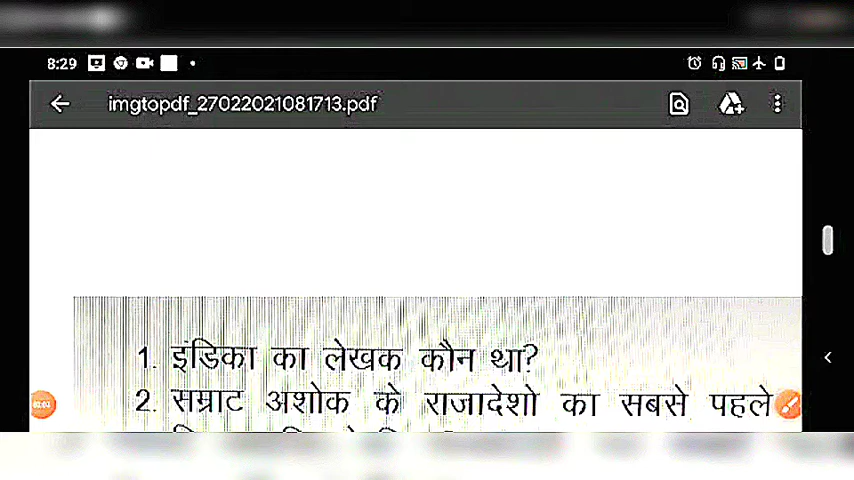 8:29
imgtopdf_27022021081713.pdf
1. इंडिका का लेखक कौन था?
2. सम्राट अशोक के राजादेशो का सबसे पहले